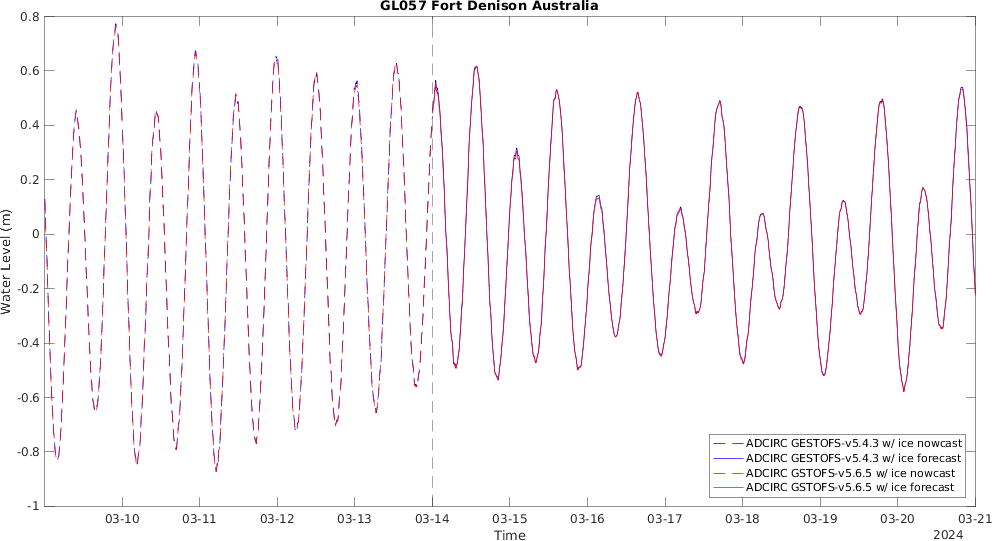 GL057 Fort Denison Australia
0.8
0.6
0.4
0.2
0
-0.2
-0.4
-0.6
-0.8
-1
Water Level (m)
ADCIRC GESTOFS-v5.4.3 w/ ice nowcast
ADCIRC GESTOFS-v5.4.3 w/ ice forecast
ADCIRC GSTOFS-v5.6.5 w/ ice nowcast
ADCIRC GSTOFS-v5.6.5 w/ ice forecast
03-10 03-11 03-12 03-13 03-14 03-15 03-16 03-17 03-18 03-19 03-20 03-21
Time
2024